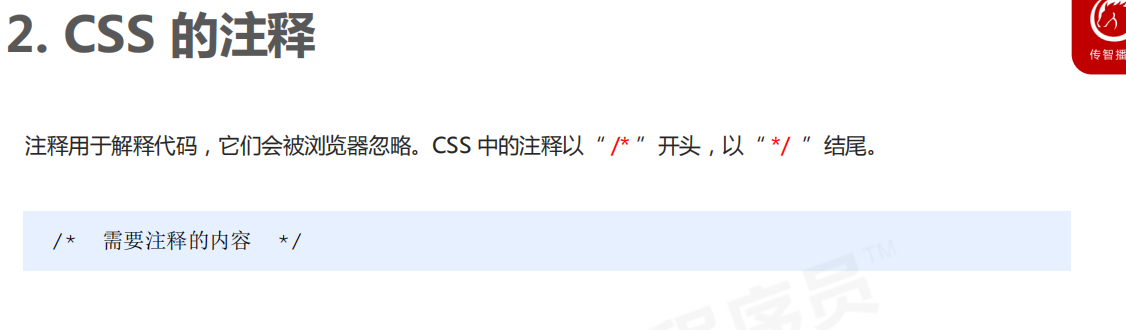 2. CSS 的注释
传智播
注释用于解释代码，它们会被浏览器忽略。CSS 中的注释以“ /* ”开头，以“ */ ”结尾。
/*  需要注释的内容  */
程序员™